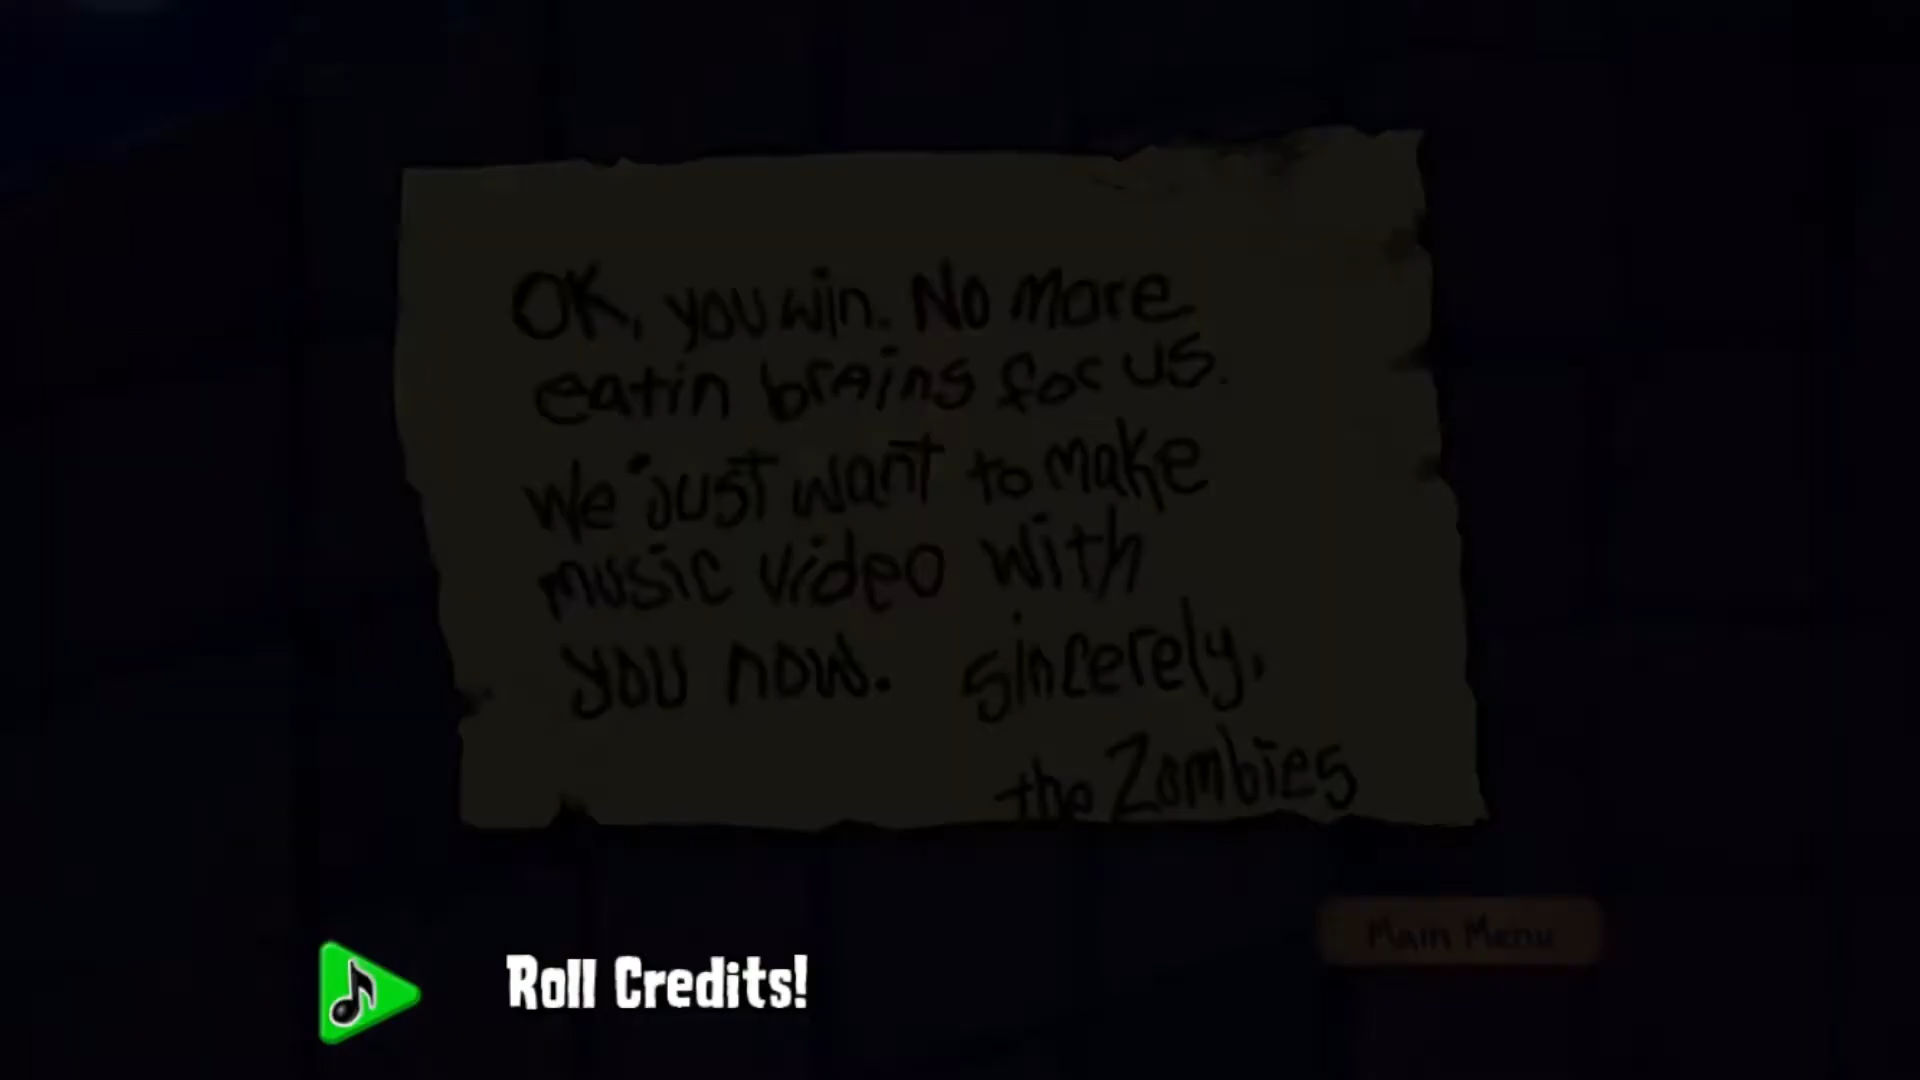 OK, you win. No more
eatin brains for us.
We just want to make
music video with
you now. Sincerely,
the Zombies
Main Menu
Roll Credits!